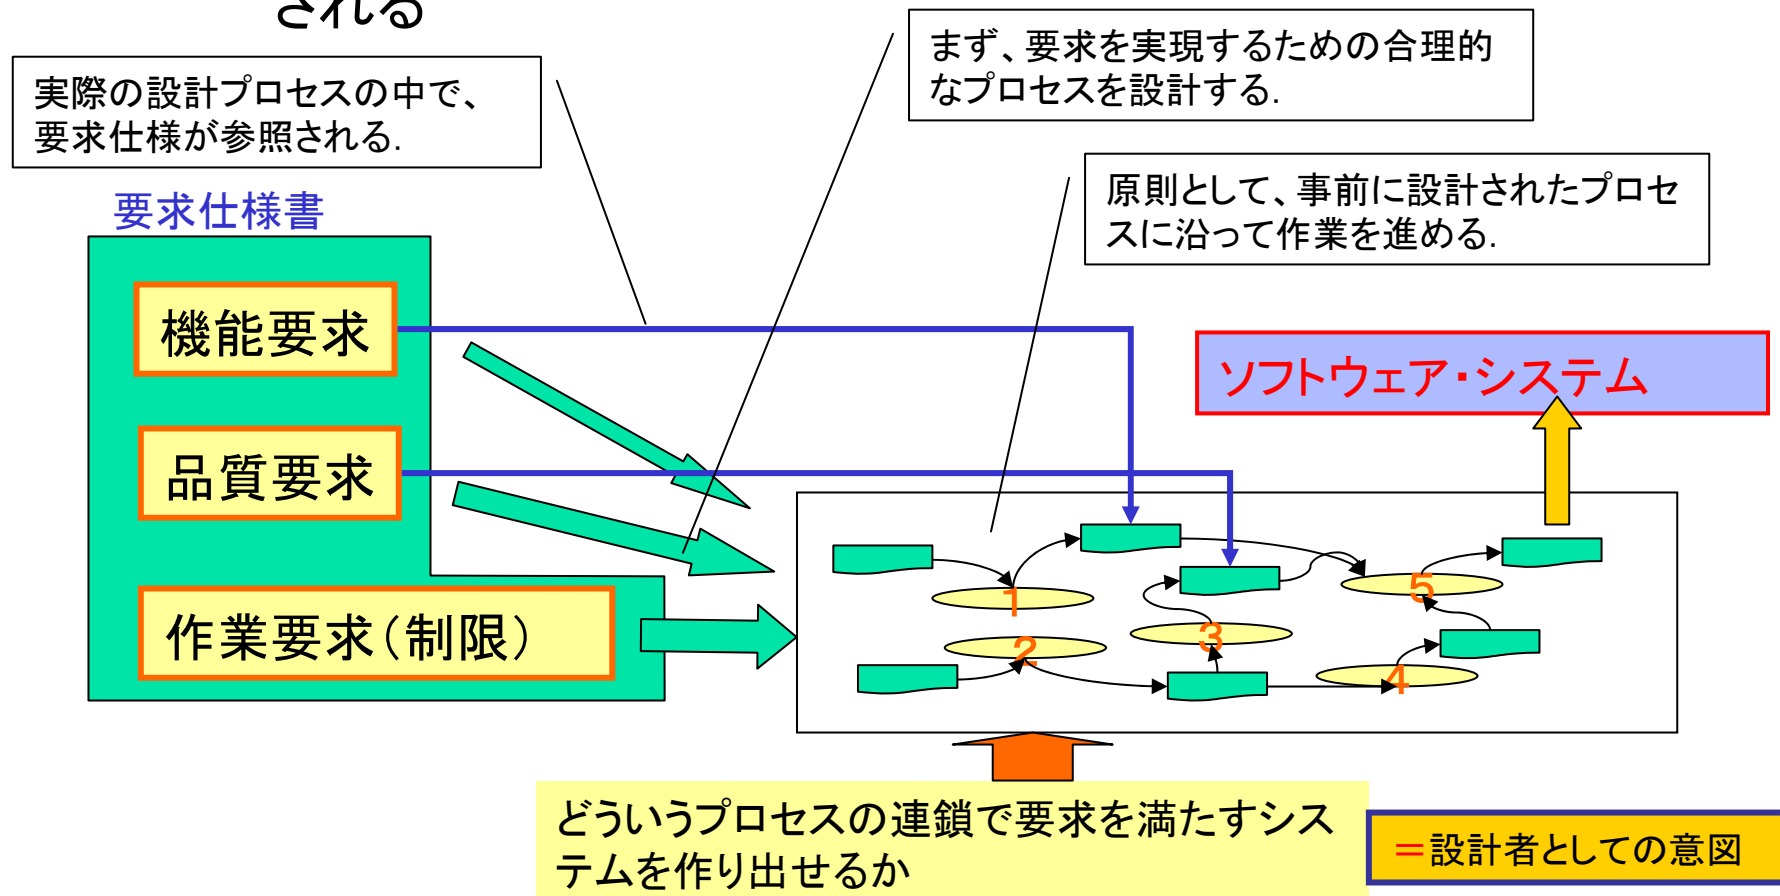 される
実際の設計プロセスの中で、
要求仕様が参照される.
まず、要求を実現するための合理的
なプロセスを設計する.
原則として、事前に設計されたプロセ
スに沿って作業を進める.
要求仕様書
機能要求
品質要求
作業要求(制限)
ソフトウェア・システム
1
2
3
4
5
どういうプロセスの連鎖で要求を満たすシス
テムを作り出せるか
=設計者としての意図